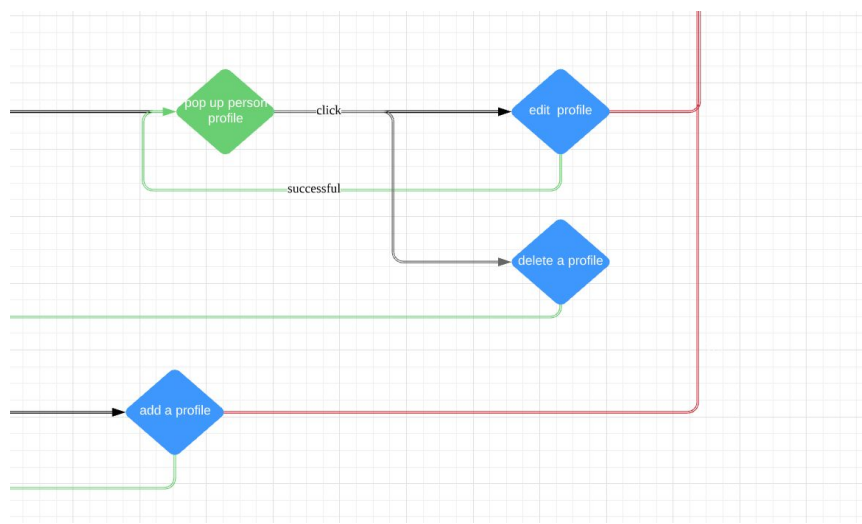 pop up person
profile
click
edit profile
successful
delete a profile
add a profile